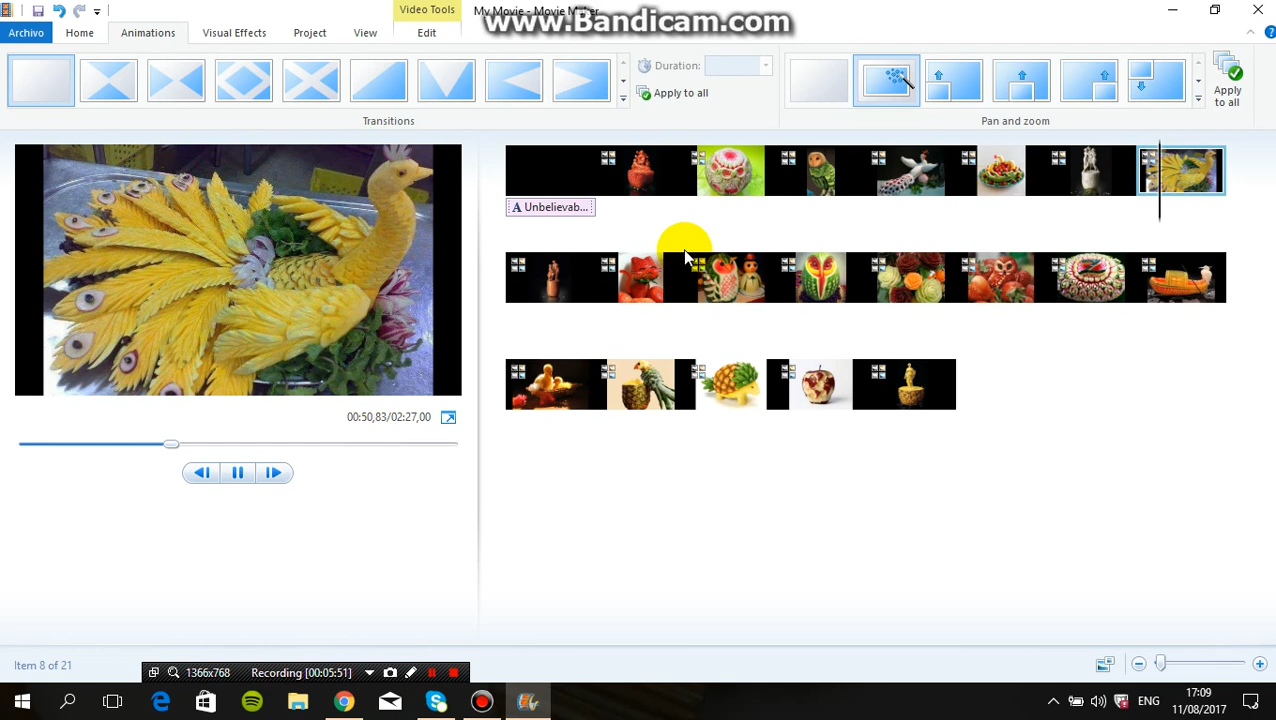 Video Tools
My Movie - Movie Maker
www.Bandicam.com
Archivo
Home
Animations
Visual Effects
Project
View
Edit
Duration:
Apply to all
Transitions
Pan and zoom
Apply
to all
A Unbelievab...
00:50,83/02:27,00
Item 8 of 21
1366x768
Recording [00:05:51]
ENG
17:09
11/08/2017